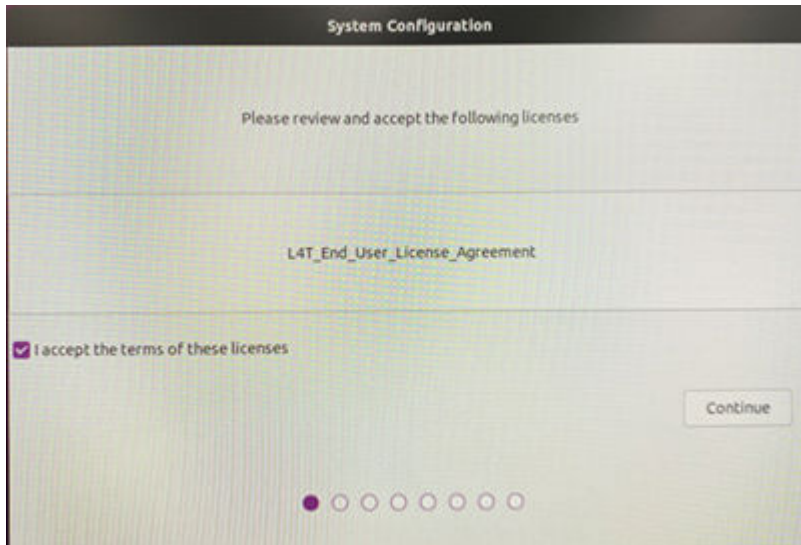 System Configuration
Please review and accept the following licenses
L4T_End_User_License_Agreement
I accept the terms of these licenses
Continue